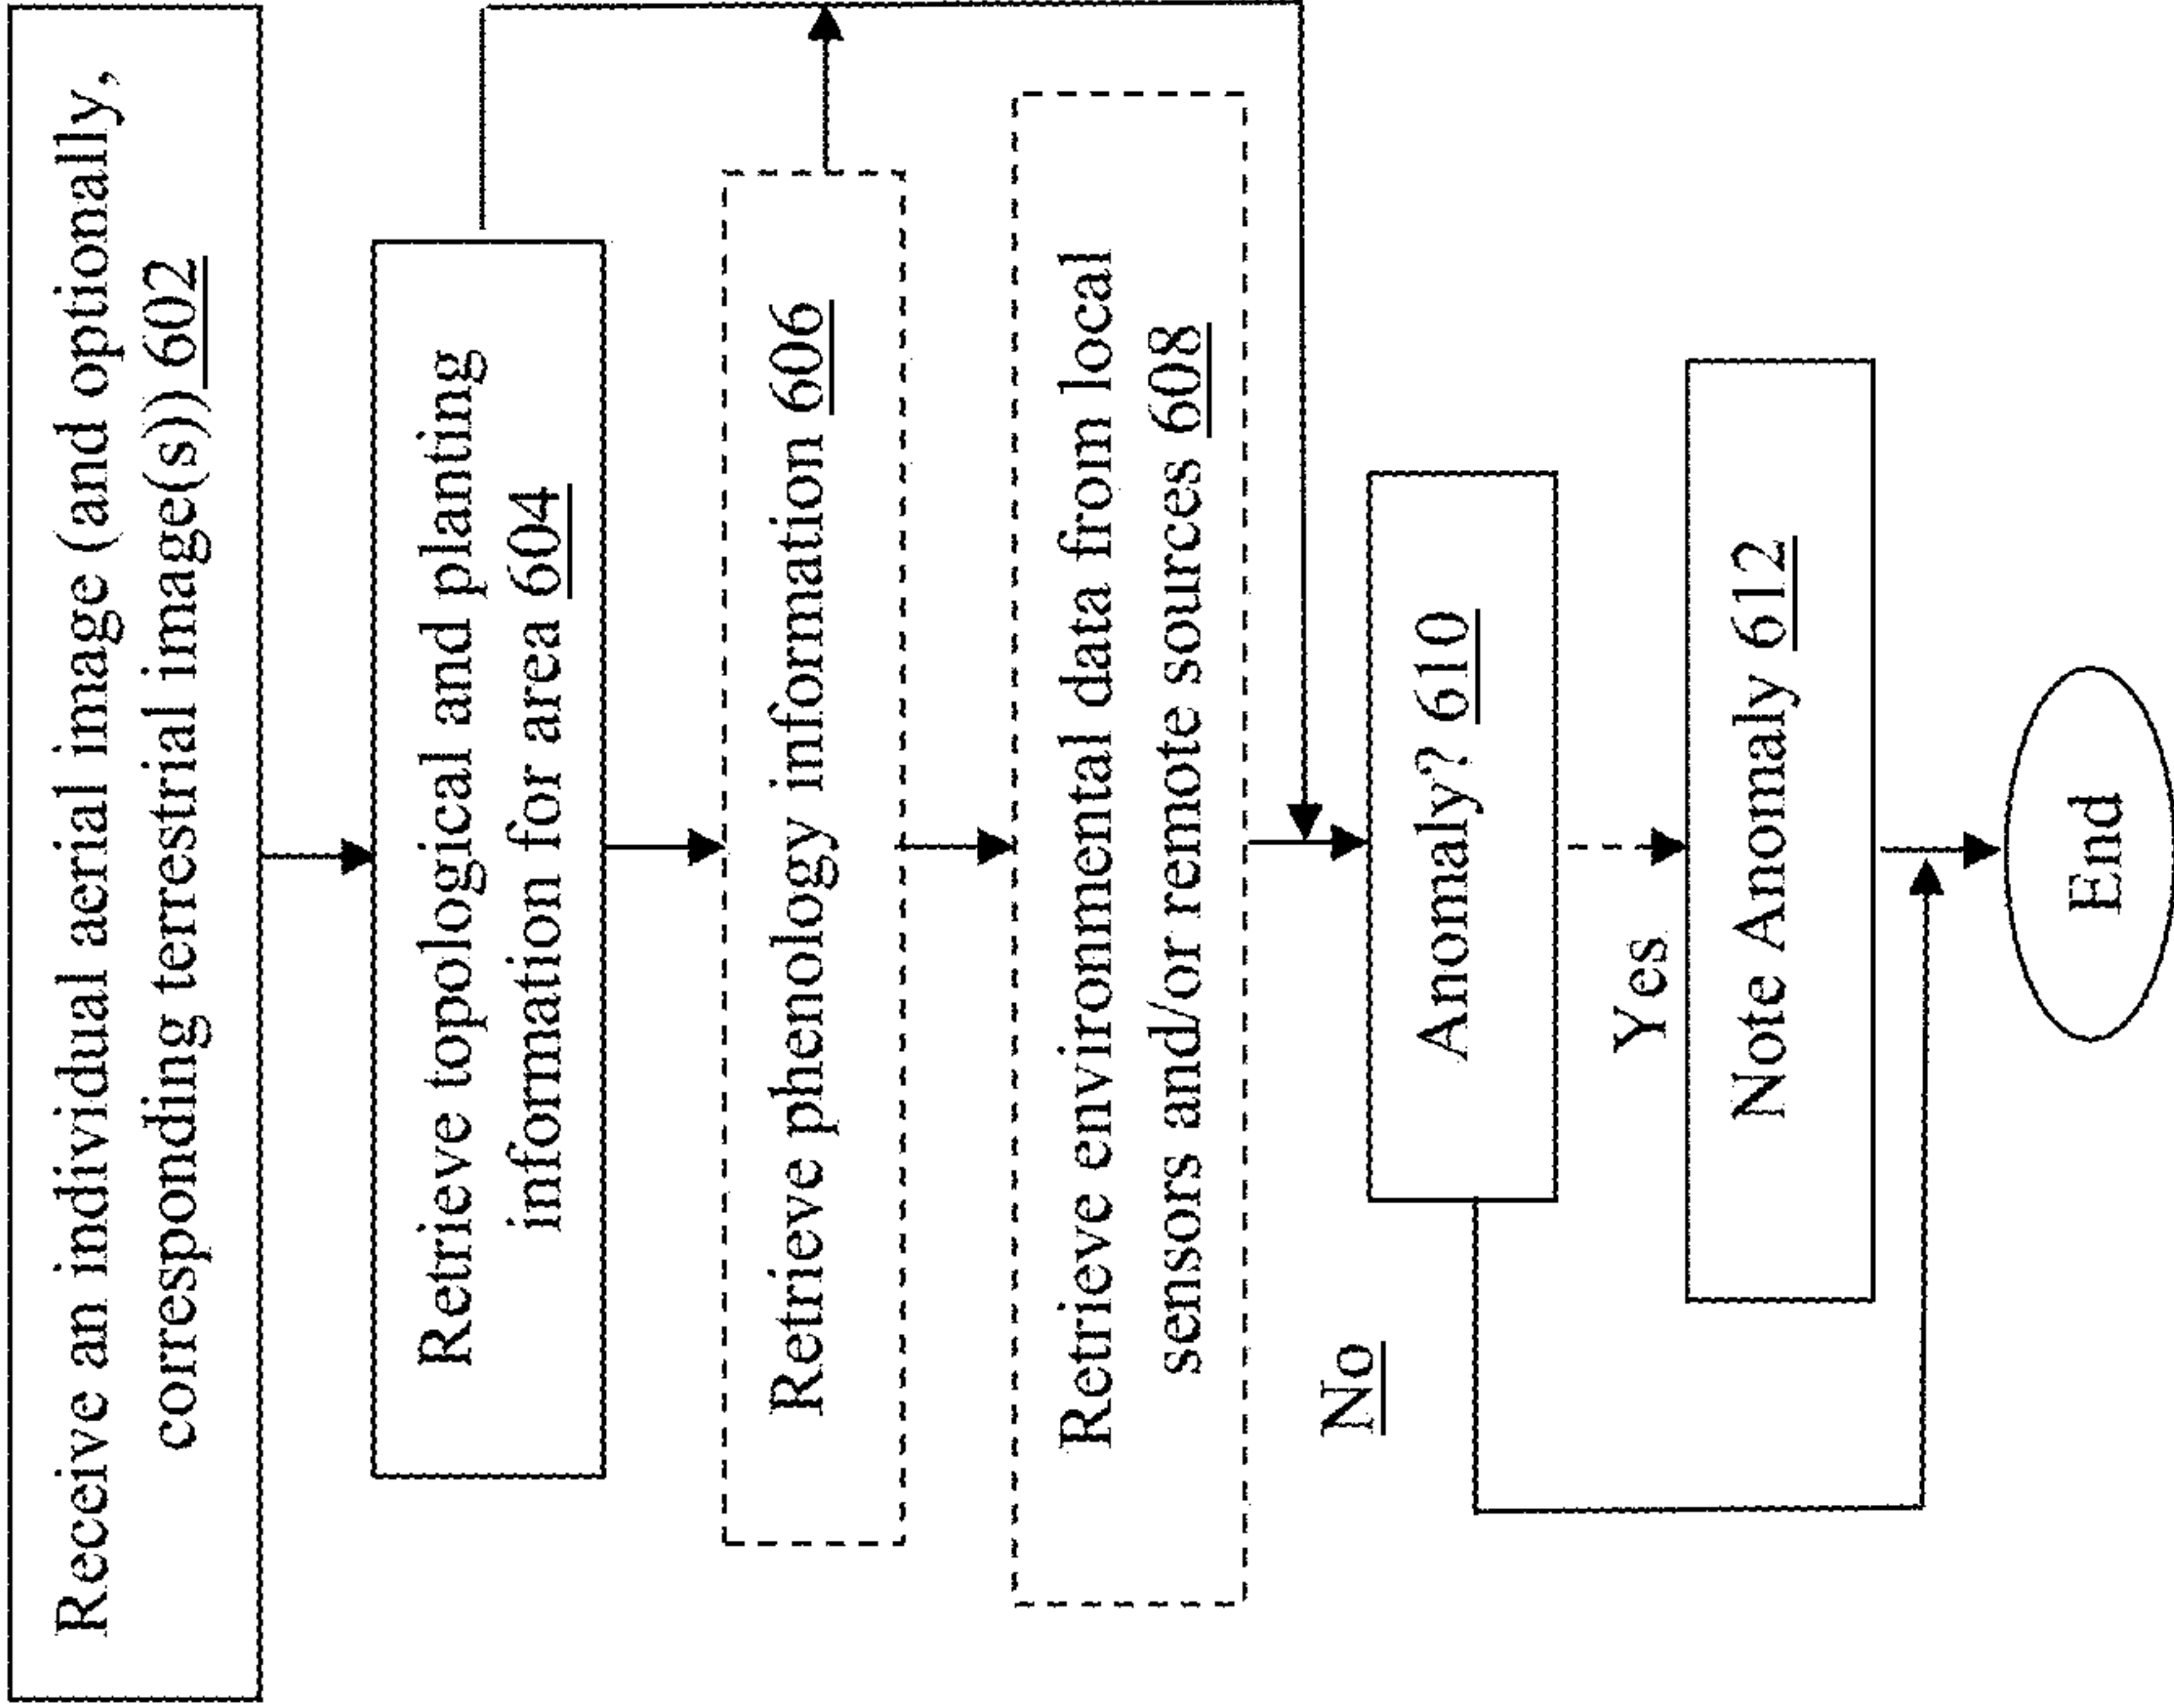 Receive an individual aerial image (and optionally,
corresponding terrestrial image(s)) 602
Retrieve topological and planting
information for area 604
Retrieve phenology information 606
Retrieve environmental data from local
sensors and/or remote sources 608
Anomaly? 610
No
Yes
Note Anomaly 612
End